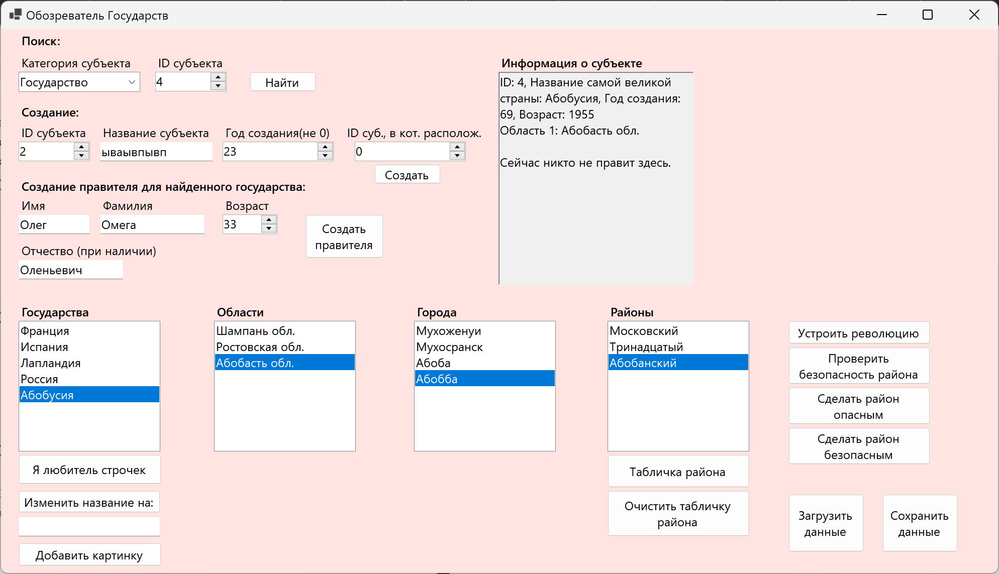 Обозреватель Государств
Поиск:
Категория субъекта
ID субъекта
Государство
4
Найти
Информация о субъекте
ID: 4, Название самой великой
страны: Абобусия, Год создания:
69, Возраст: 1955
Область 1: Абобасть обл.
Сейчас никто не правит здесь.
Создание:
ID субъекта
Название субъекта
Год создания(не 0)
ID суб., в кот. располож.
2
ываывпывп
23
0
Создать
Создание правителя для найденного государства:
Имя
Фамилия
Возраст
Олег
Омега
33
Создать
правителя
Отчество (при наличии)
Оленьевич
Государства
Франция
Испания
Лапландия
Россия
Абобусия
Области
Шампань обл.
Ростовская обл.
Абобасть обл.
Города
Мухоженуи
Мухосранск
Абоба
Абобба
Районы
Московский
Тринадцатый
Абобанский
Устроить революцию
Проверить
безопасность района
Сделать район
опасным
Сделать район
безопасным
Я любитель строчек
Изменить название на:
Добавить картинку
Табличка района
Очистить табличку
района
Загрузить
данные
Сохранить
данные